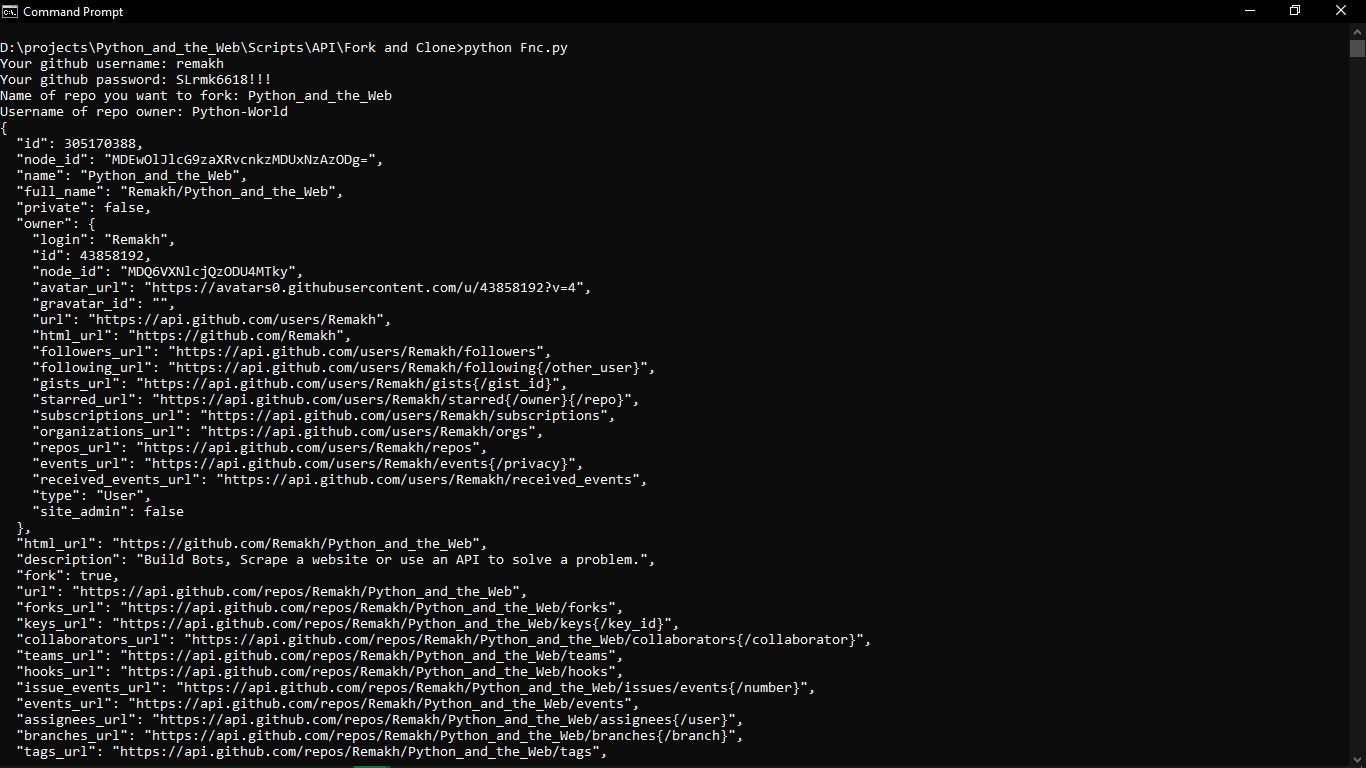 Command Prompt
D:\projects\Python_and_the_Web\Scripts\API\Fork and Clone>python Fnc.py
Your github username: remakh
Your github password: SLrmk6618!!!
Name of repo you want to fork: Python_and_the_Web
Username of repo owner: Python-World
{
  "id": 305170388,
  "node_id": "MDEwOlJlcG9zaXRvcnkzMDUxNzAzODg=",
  "name": "Python_and_the_Web",
  "full_name": "Remakh/Python_and_the_Web",
  "private": false,
  "owner": {
    "login": "Remakh",
    "id": 43858192,
    "node_id": "MDQ6VXNlcjQzODU4MTky",
    "avatar_url": "https://avatars0.githubusercontent.com/u/43858192?v=4",
    "gravatar_id": "",
    "url": "https://api.github.com/users/Remakh",
    "html_url": "https://github.com/Remakh",
    "followers_url": "https://api.github.com/users/Remakh/followers",
    "following_url": "https://api.github.com/users/Remakh/following{/other_user}",
    "gists_url": "https://api.github.com/users/Remakh/gists{/gist_id}",
    "starred_url": "https://api.github.com/users/Remakh/starred{/owner}{/repo}",
    "subscriptions_url": "https://api.github.com/users/Remakh/subscriptions",
    "organizations_url": "https://api.github.com/users/Remakh/orgs",
    "repos_url": "https://api.github.com/users/Remakh/repos",
    "events_url": "https://api.github.com/users/Remakh/events{/privacy}",
    "received_events_url": "https://api.github.com/users/Remakh/received_events",
    "type": "User",
    "site_admin": false
  },
  "html_url": "https://github.com/Remakh/Python_and_the_Web",
  "description": "Build Bots, Scrape a website or use an API to solve a problem.",
  "fork": true,
  "url": "https://api.github.com/repos/Remakh/Python_and_the_Web",
  "forks_url": "https://api.github.com/repos/Remakh/Python_and_the_Web/forks",
  "keys_url": "https://api.github.com/repos/Remakh/Python_and_the_Web/keys{/key_id}",
  "collaborators_url": "https://api.github.com/repos/Remakh/Python_and_the_Web/collaborators{/collaborator}",
  "teams_url": "https://api.github.com/repos/Remakh/Python_and_the_Web/teams",
  "hooks_url": "https://api.github.com/repos/Remakh/Python_and_the_Web/hooks",
  "issue_events_url": "https://api.github.com/repos/Remakh/Python_and_the_Web/issues/events{/number}",
  "events_url": "https://api.github.com/repos/Remakh/Python_and_the_Web/events",
  "assignees_url": "https://api.github.com/repos/Remakh/Python_and_the_Web/assignees{/user}",
  "branches_url": "https://api.github.com/repos/Remakh/Python_and_the_Web/branches{/branch}",
  "tags_url": "https://api.github.com/repos/Remakh/Python_and_the_Web/tags",